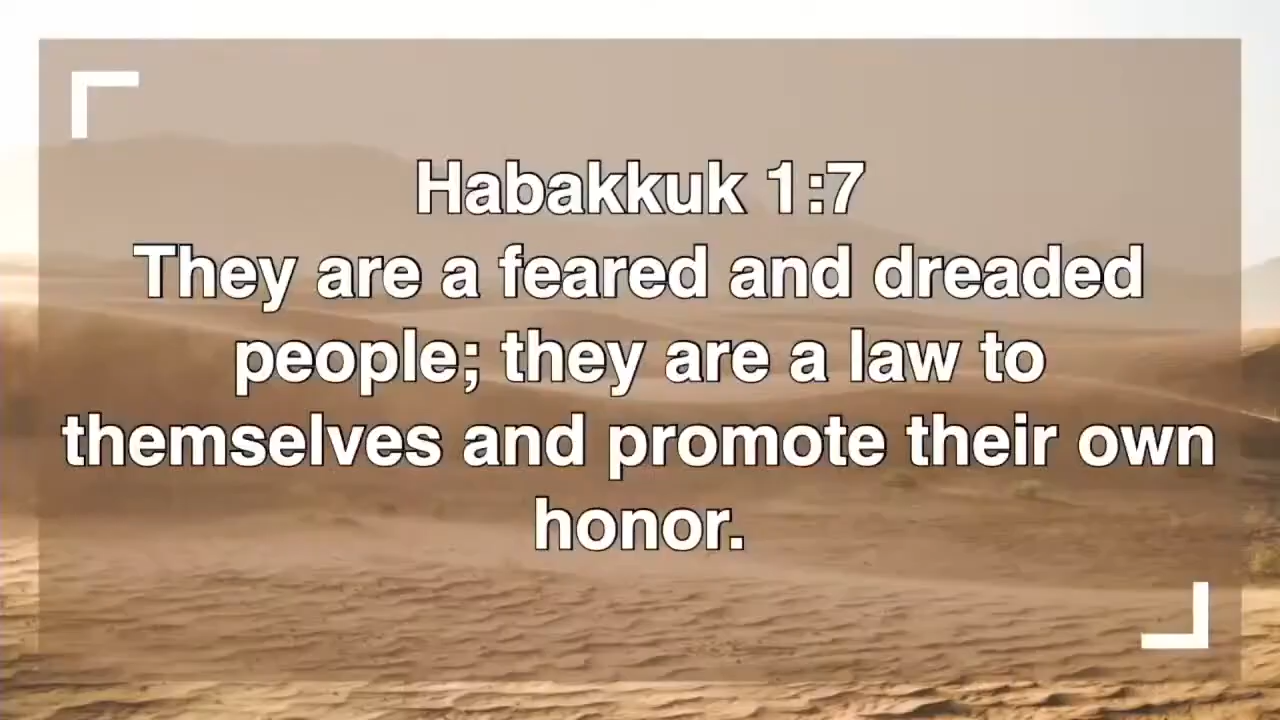 Habakkuk 1:7
They are a feared and dreaded
people; they are a law to
themselves and promote their own
honor.